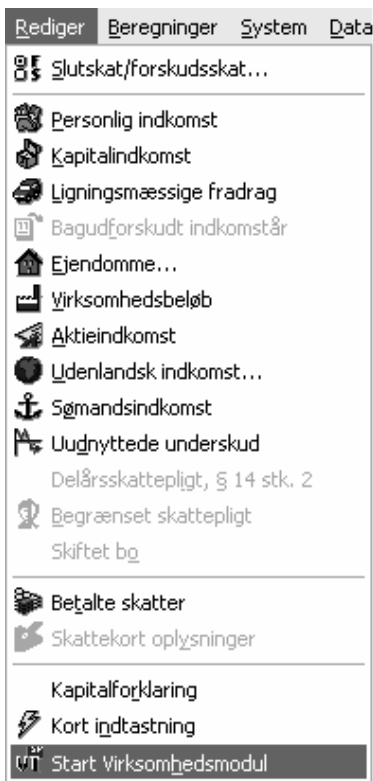 Rediger Beregninger System Data
Slutskat/forskudsskat...
Personlig indkomst
Kapitalindkomst
Ligningsmæssige fradrag
Bagudforskudt indkomstår
Ejendomme...
Virksomhedsbeløb
Aktieindkomst
Udenlandsk indkomst...
Sømandsindkomst
Uudnyttede underskud
Delårsskattepligt, § 14 stk. 2
Begrænset skattepligt
Skiftet bo
Betalte skatter
Skattekort oplysninger
Kapitalforklaring
Kort indtastning
Start Virksomhedsmodul